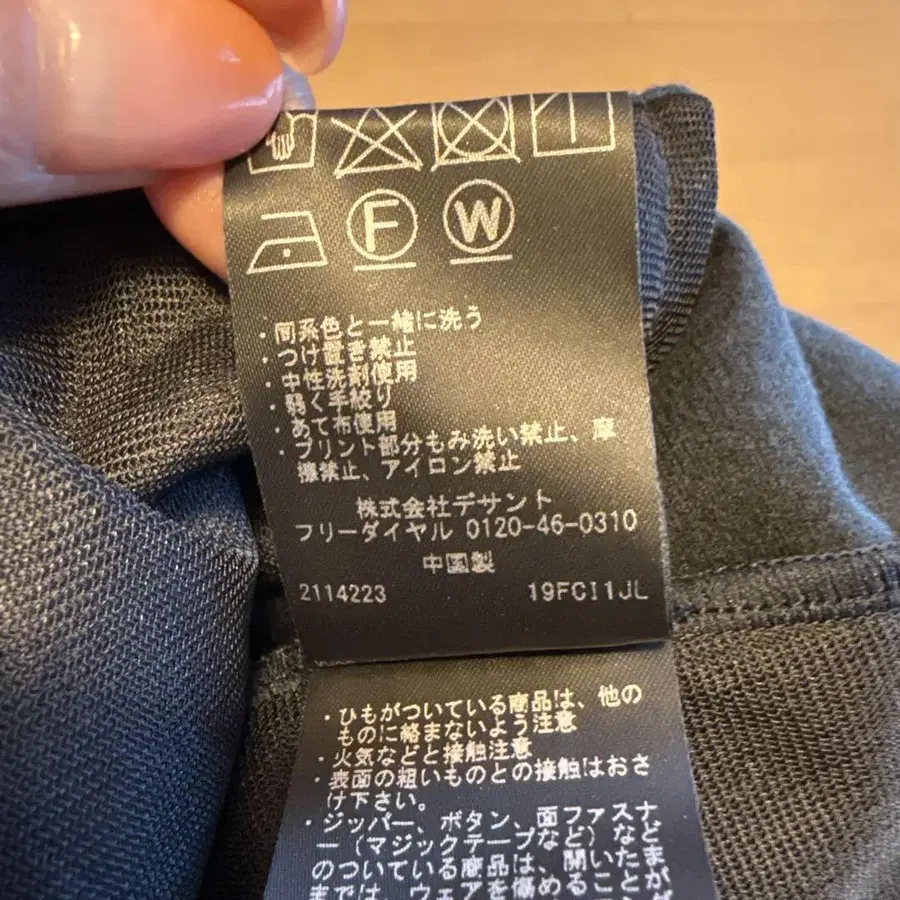 F W
・同系色と一緒に洗う
・つけ置き禁止
・中性洗剤使用
・弱く手絞り
・あて布使用
・プリント部分もみ洗い禁止、摩
擦禁止、アイロン禁止
株式会社デサント
フリーダイヤル 0120-46-0310
中国製
2114223 19FCI1JL
・ひもがついている商品は、他の
ものに絡まないよう注意
・火気などと接触注意
・表面の粗いものとの接触はおさ
け下さい。
・ジッパー、ボタン、面ファスナ
ー(マジックテープなど)など
のついている商品は、開いたま
までは、ウェアを傷めることが